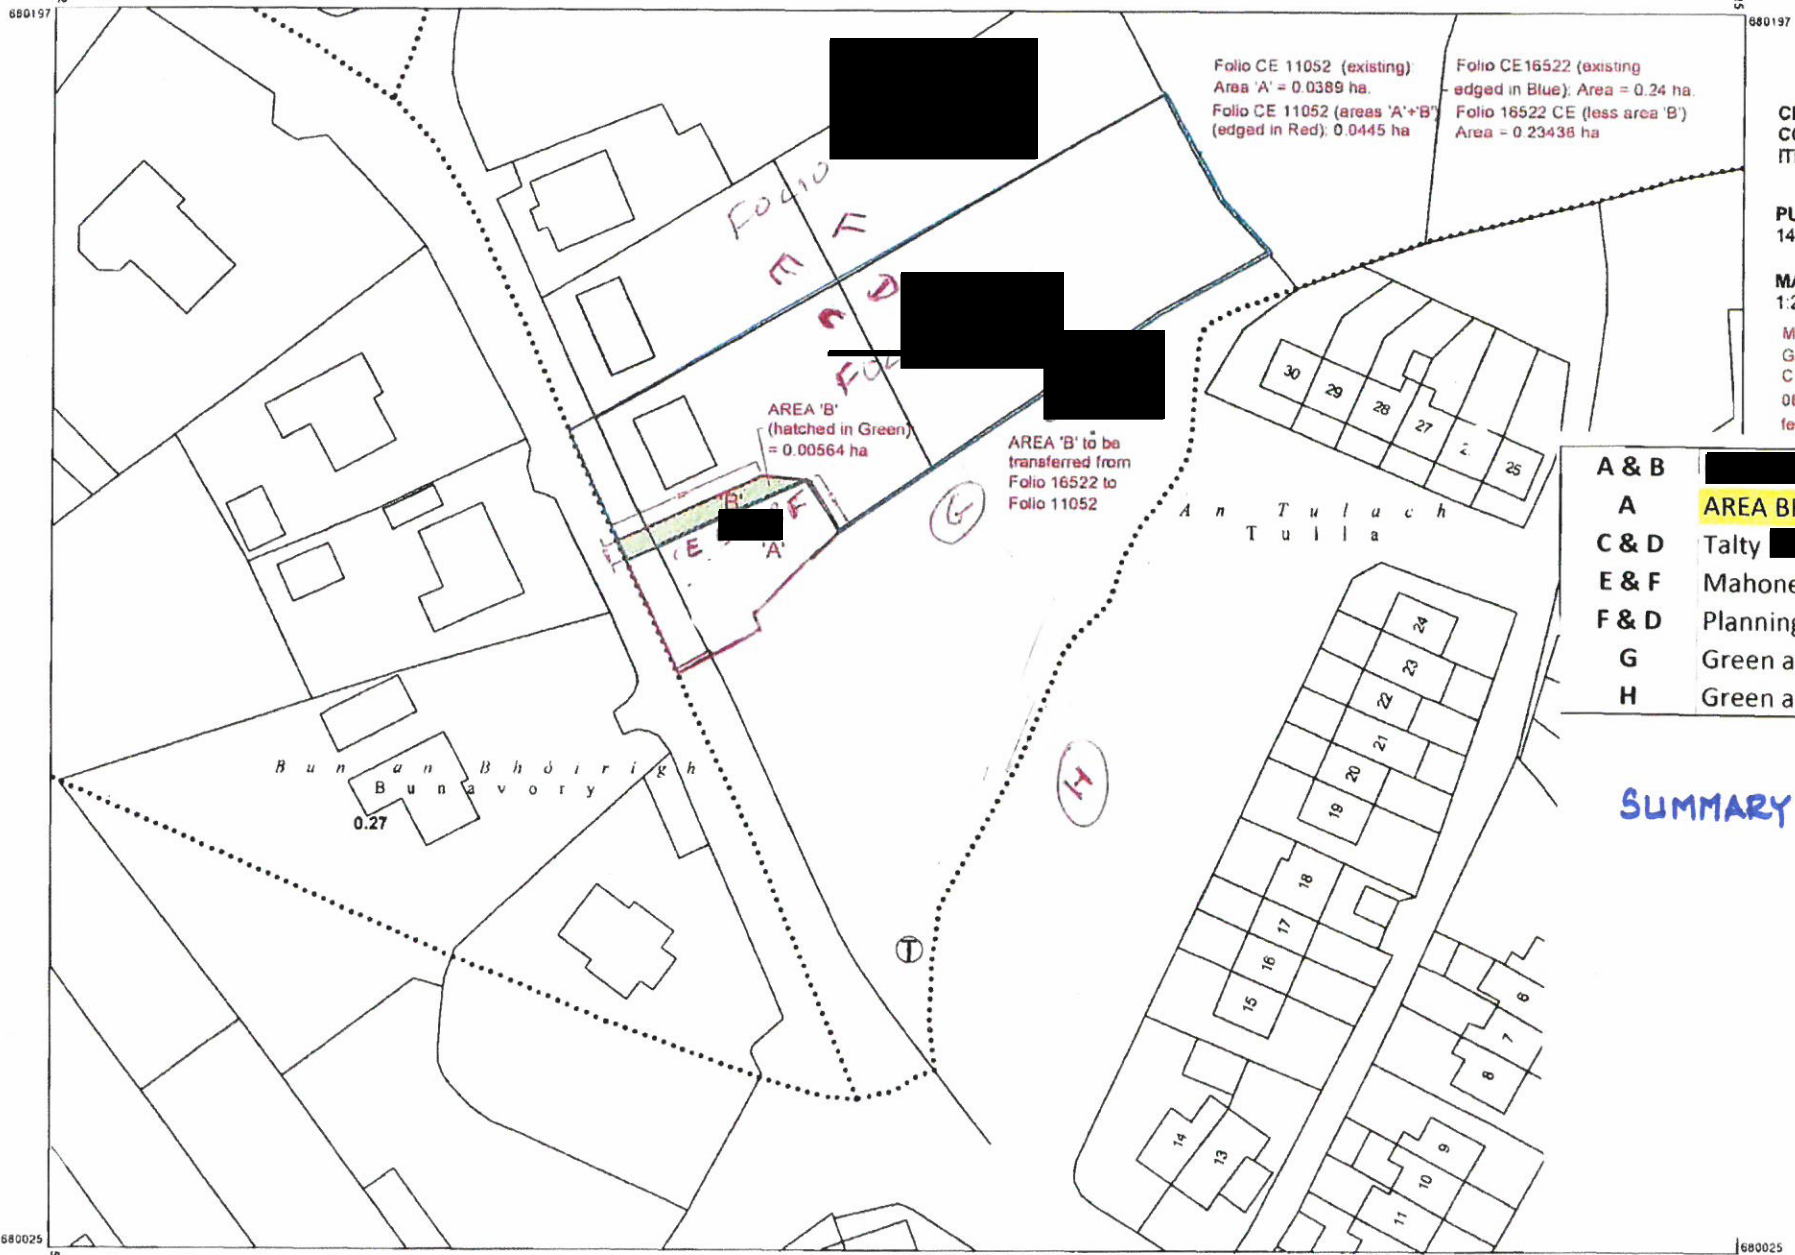 680197
680197
Folio CE 11052 (existing)
Area 'A' = 0.0389 ha.
Folio CE 11052 (areas 'A'+'B')
(edged in Red): 0.0445 ha
Folio CE16522 (existing
edged in Blue): Area = 0.24 ha.
Folio 16522 CE (less area 'B')
Area = 0.23436 ha
PU
14
MA
1:2
FOLIO
E F
C D
AREA 'B'
(hatched in Green)
= 0.00564 ha
AREA 'B' to be
transferred from
Folio 16522 to
Folio 11052
'B'
E F
'A'
G
H
T
30
29
28
27
25
An Tulach
Tulla
A & B
A AREA
C & D Talty
E & F
F & D
G Green
H Green
SUMMARY
Bun an Bhóirigh
Bunavory
0.27
24
23
22
21
20
19
18
17
16
15
14
13
6
7
8
9
10
11
680025
680025